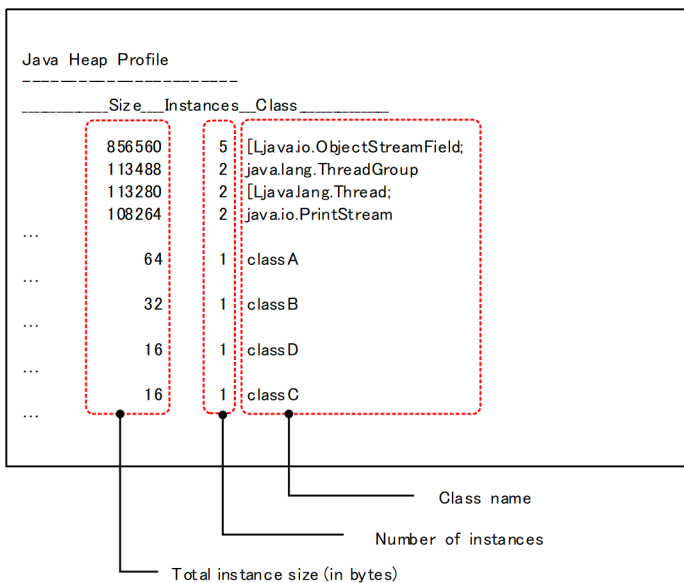 Java Heap Profile
------------------------
____________Size___Instances__Class____________
856560 5 [Ljava.io.ObjectStreamField;
113488 2 java.lang.ThreadGroup
113280 2 [Ljava.lang.Thread;
108264 2 java.io.PrintStream
...
64 1 classA
...
32 1 classB
...
16 1 classD
...
16 1 classC
...
Class name
Number of instances
Total instance size (in bytes)